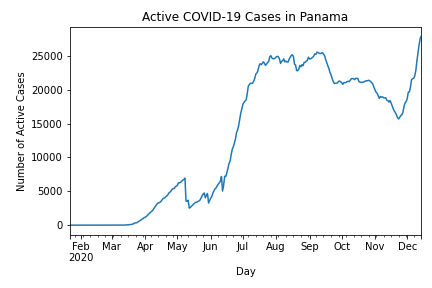 Active COVID-19 Cases in Panama
Number of Active Cases
25000
20000
15000
10000
5000
0
Feb Mar Apr May Jun Jul Aug Sep Oct Nov Dec
2020
Day